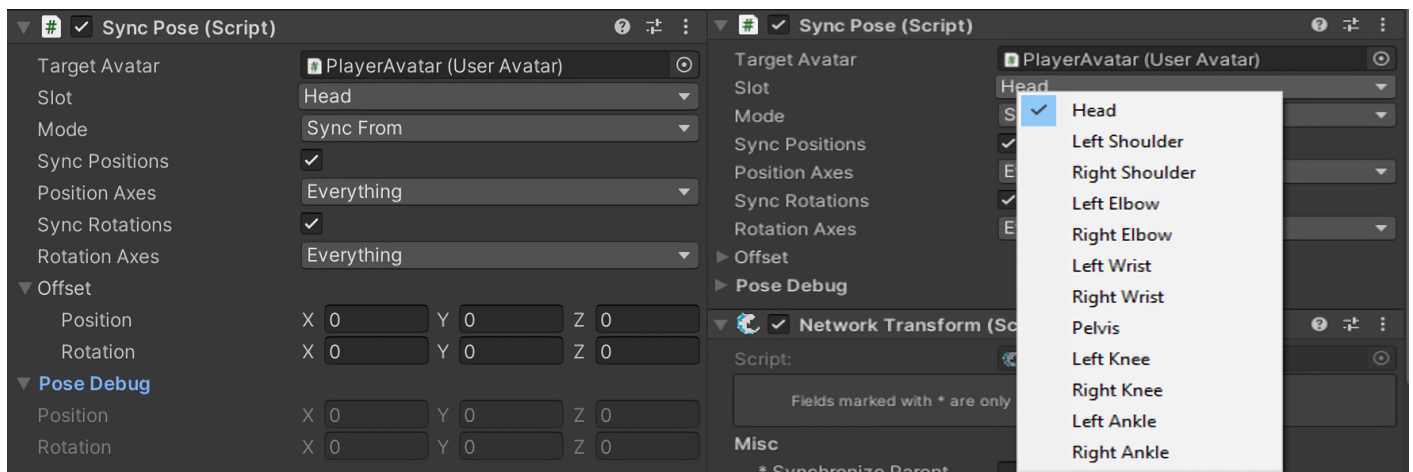 Sync Pose (Script)
Target Avatar PlayerAvatar (User Avatar)
Slot Head
Mode Sync From
Sync Positions
Position Axes Everything
Sync Rotations
Rotation Axes Everything
Offset
Position X 0 Y 0 Z 0
Rotation X 0 Y 0 Z 0
Pose Debug
Position X 0 Y 0 Z 0
Rotation X 0 Y 0 Z 0
Sync Pose (Script)
Target Avatar PlayerAvatar (User Avatar)
Slot Head
Mode S
Sync Positions
Position Axes E
Sync Rotations
Rotation Axes E
Offset
Pose Debug
Network Transform (Sc
Script:
Fields marked with * are only
Misc
* Synchronize Parent
Head
Left Shoulder
Right Shoulder
Left Elbow
Right Elbow
Left Wrist
Right Wrist
Pelvis
Left Knee
Right Knee
Left Ankle
Right Ankle